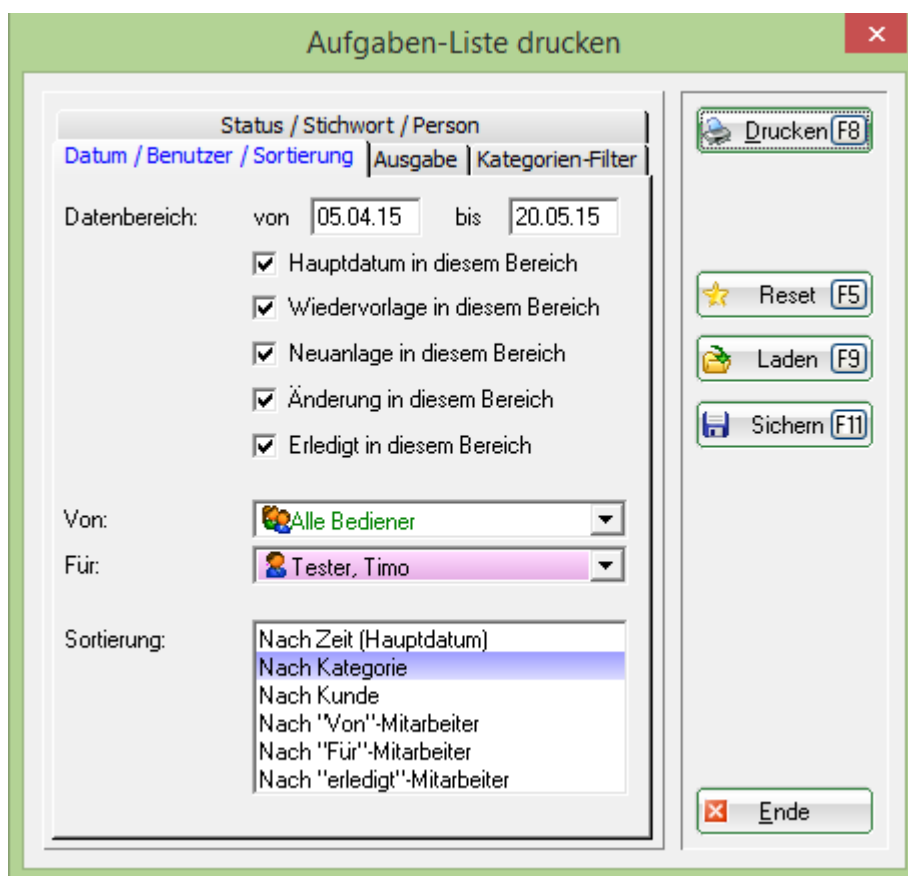 Aufgaben-Liste drucken
Status / Stichwort / Person
Datum / Benutzer / Sortierung Ausgabe Kategorien-Filter
Datenbereich: von 05.04.15 bis 20.05.15
Hauptdatum in diesem Bereich
Wiedervorlage in diesem Bereich
Neuanlage in diesem Bereich
Änderung in diesem Bereich
Erledigt in diesem Bereich
Von: Alle Bediener
Für: Tester, Timo
Sortierung: Nach Zeit (Hauptdatum)
Nach Kategorie
Nach Kunde
Nach "Von"-Mitarbeiter
Nach "Für"-Mitarbeiter
Nach "erledigt"-Mitarbeiter
Drucken F8
Reset F5
Laden F9
Sichern F11
Ende